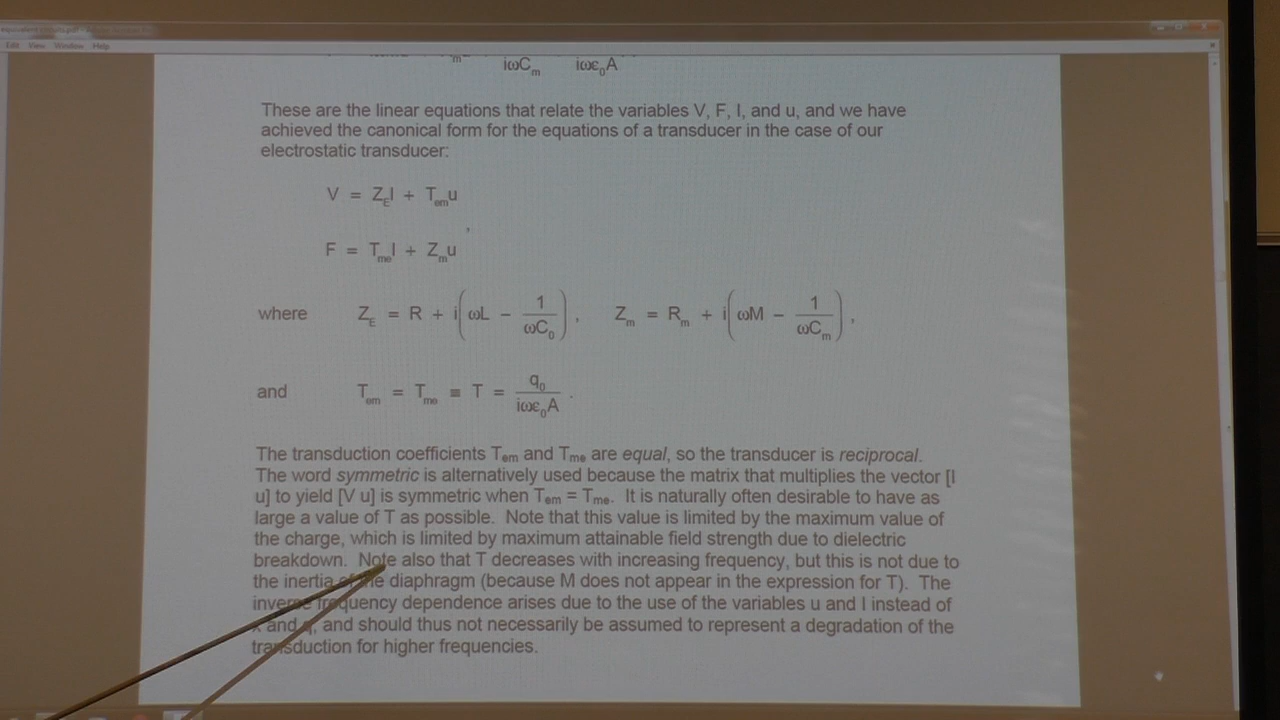 Edit View Window Help
iωC_m iωε_0A
These are the linear equations that relate the variables V, F, I, and u, and we have
achieved the canonical form for the equations of a transducer in the case of our
electrostatic transducer:
V = Z_E I + T_em u
,
F = T_me I + Z_m u
where Z_E = R + i(ωL − 1/ωC_0), Z_m = R_m + i(ωM − 1/ωC_m),
and T_em = T_me ≡ T = q_0/iωε_0A .
The transduction coefficients T_em and T_me are equal, so the transducer is reciprocal.
The word symmetric is alternatively used because the matrix that multiplies the vector [I
u] to yield [V u] is symmetric when T_em = T_me. It is naturally often desirable to have as
large a value of T as possible. Note that this value is limited by the maximum value of
the charge, which is limited by maximum attainable field strength due to dielectric
breakdown. Note also that T decreases with increasing frequency, but this is not due to
the inertia of the diaphragm (because M does not appear in the expression for T). The
inverse frequency dependence arises due to the use of the variables u and I instead of
x and q, and should thus not necessarily be assumed to represent a degradation of the
transduction for higher frequencies.